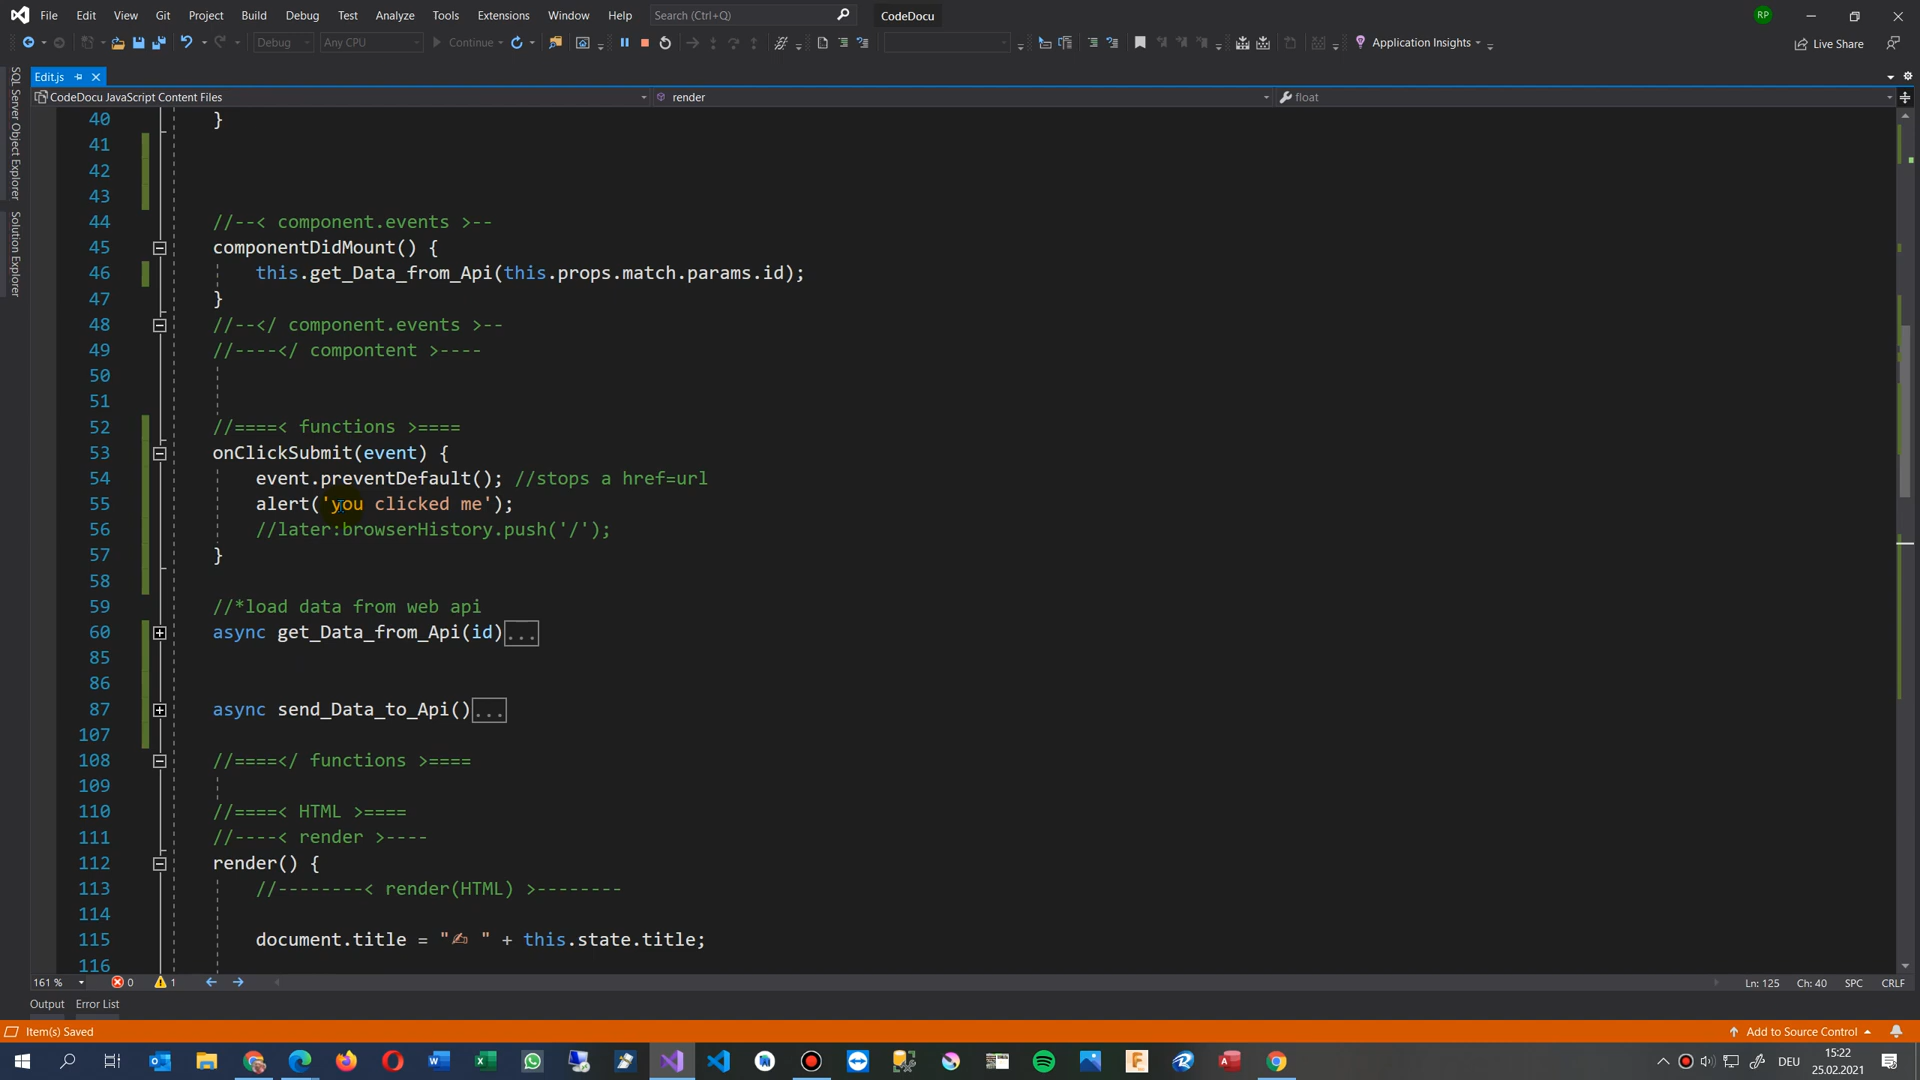 File Edit View Git Project Build Debug Test Analyze Tools Extensions Window Help Search (Ctrl+Q) CodeDocu RP
Debug Any CPU Continue Application Insights Live Share
Edit.js
CodeDocu JavaScript Content Files render float
SQL Server Object Explorer
Solution Explorer
40 }
41
42
43
44 //--< component.events >--
45 componentDidMount() {
46 this.get_Data_from_Api(this.props.match.params.id);
47 }
48 //--</ component.events >--
49 //----</ compontent >----
50
51
52 //====< functions >====
53 onClickSubmit(event) {
54 event.preventDefault(); //stops a href=url
55 alert('you clicked me');
56 //later:browserHistory.push('/');
57 }
58
59 //*load data from web api
60 async get_Data_from_Api(id)...
85
86
87 async send_Data_to_Api()...
107
108 //====</ functions >====
109
110 //====< HTML >====
111 //----< render >----
112 render() {
113 //--------< render(HTML) >--------
114
115 document.title = "✍ " + this.state.title;
116
161 % 0 1 Ln: 125 Ch: 40 SPC CRLF
Output Error List
Item(s) Saved Add to Source Control
DEU 15:22
25.02.2021